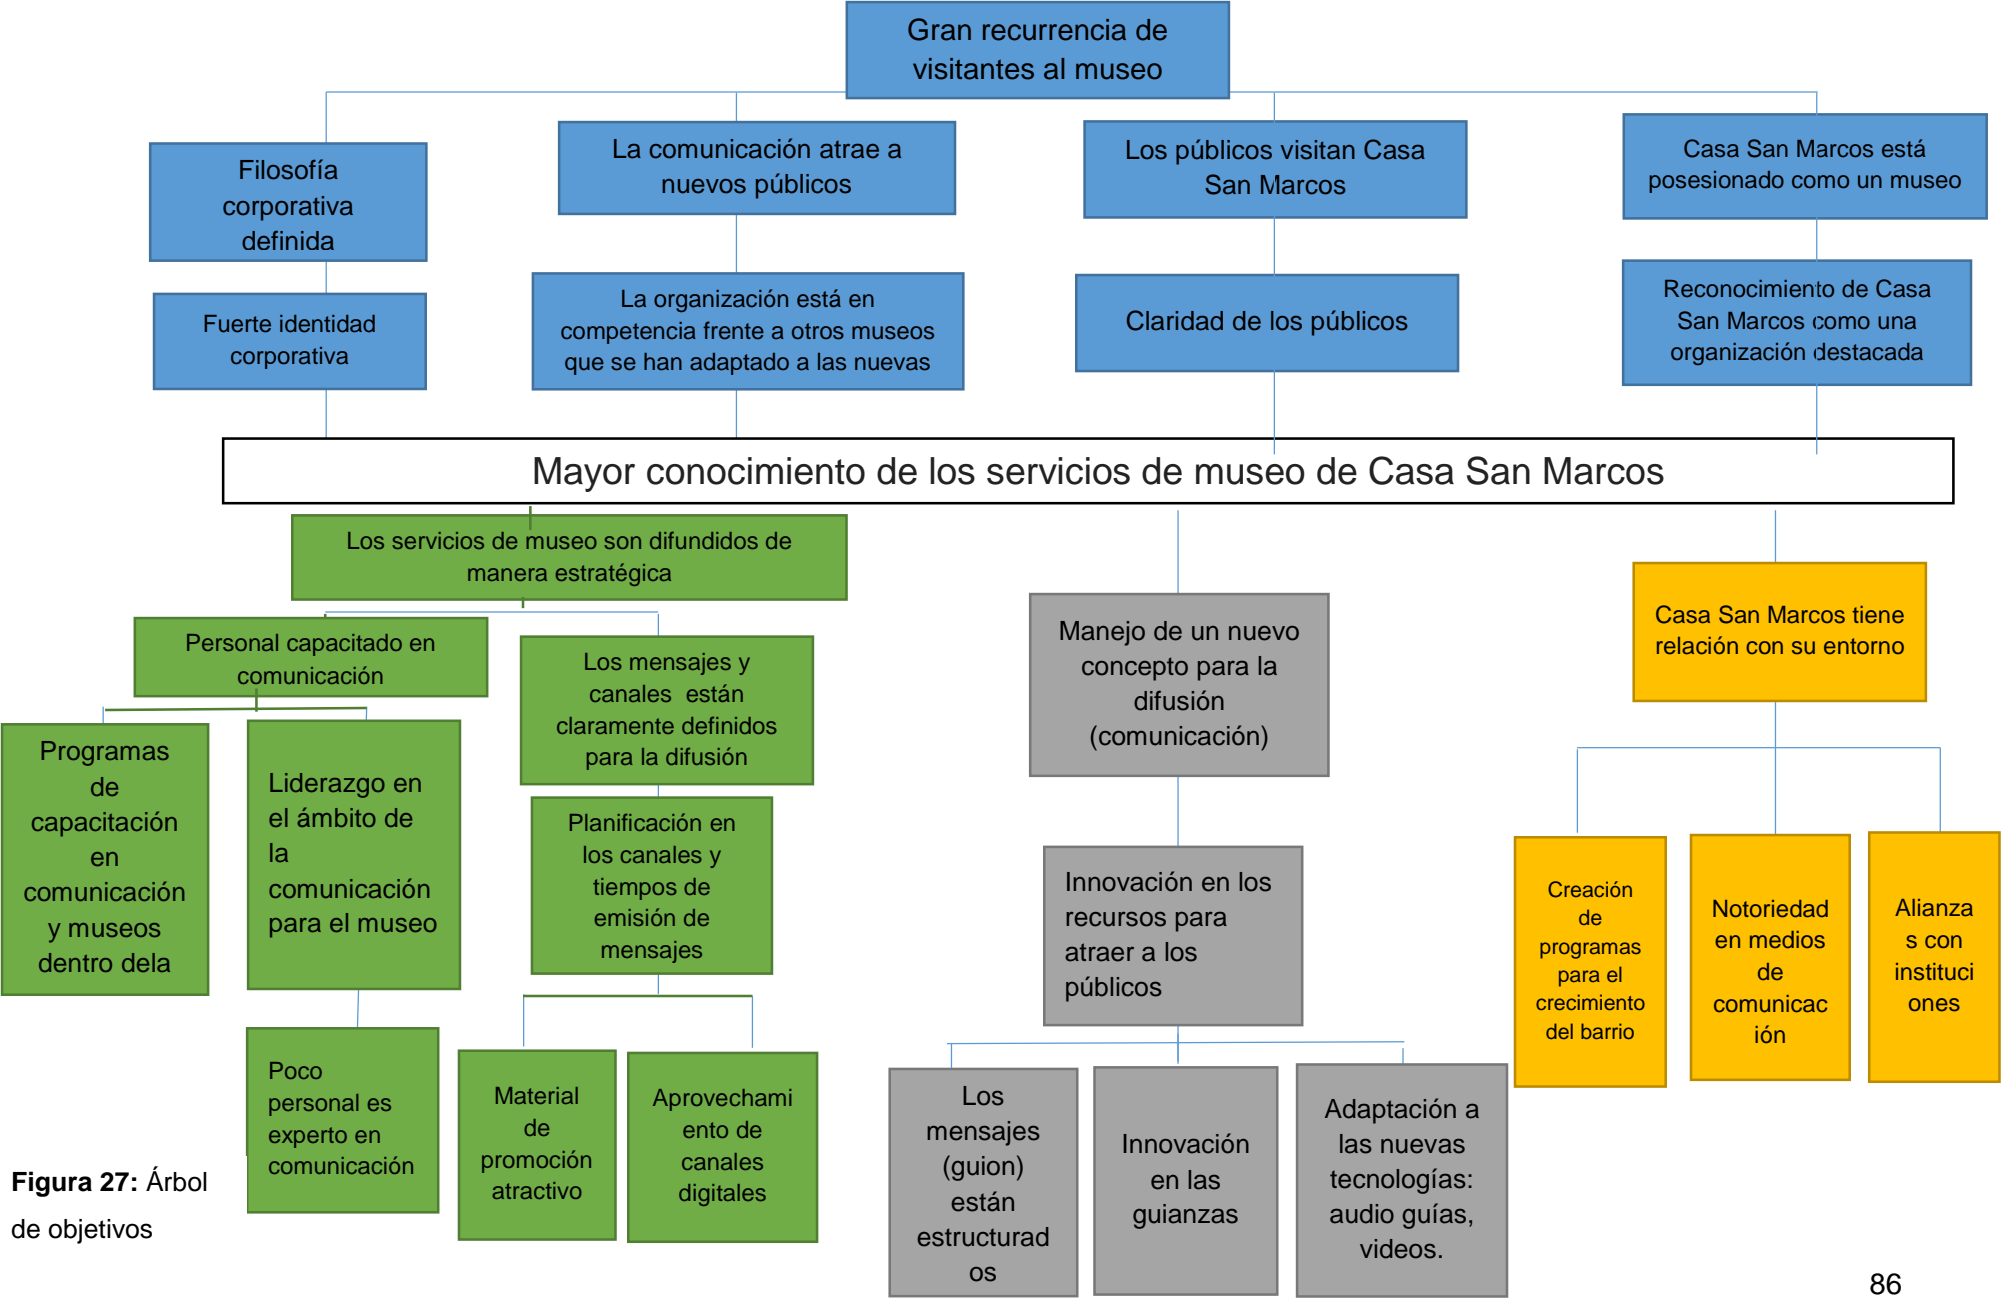 Gran recurrencia de
visitantes al museo
Filosofía
corporativa
definida
La comunicación atrae a
nuevos públicos
Los públicos visitan Casa
San Marcos
Casa San Marcos está
posesionado como un museo
Fuerte identidad
corporativa
La organización está en
competencia frente a otros museos
que se han adaptado a las nuevas
Claridad de los públicos
Reconocimiento de Casa
San Marcos como una
organización destacada
Mayor conocimiento de los servicios de museo de Casa San Marcos
Los servicios de museo son difundidos de
manera estratégica
Personal capacitado en
comunicación
Los mensajes y
canales  están
claramente definidos
para la difusión
Manejo de un nuevo
concepto para la
difusión
(comunicación)
Casa San Marcos tiene
relación con su entorno
Programas
de
capacitación
en
comunicación
y museos
dentro dela
Liderazgo en
el ámbito de
la
comunicación
para el museo
Planificación en
los canales y
tiempos de
emisión de
mensajes
Innovación en los
recursos para
atraer a los
públicos
Creación
de
programas
para el
crecimiento
del barrio
Notoriedad
en medios
de
comunicac
ión
Alianza
s con
instituci
ones
Poco
personal es
experto en
comunicación
Material
de
promoción
atractivo
Aprovechami
ento de
canales
digitales
Los
mensajes
(guion)
están
estructurad
os
Innovación
en las
guianzas
Adaptación a
las nuevas
tecnologías:
audio guías,
videos.
Figura 27: Árbol
de objetivos
86